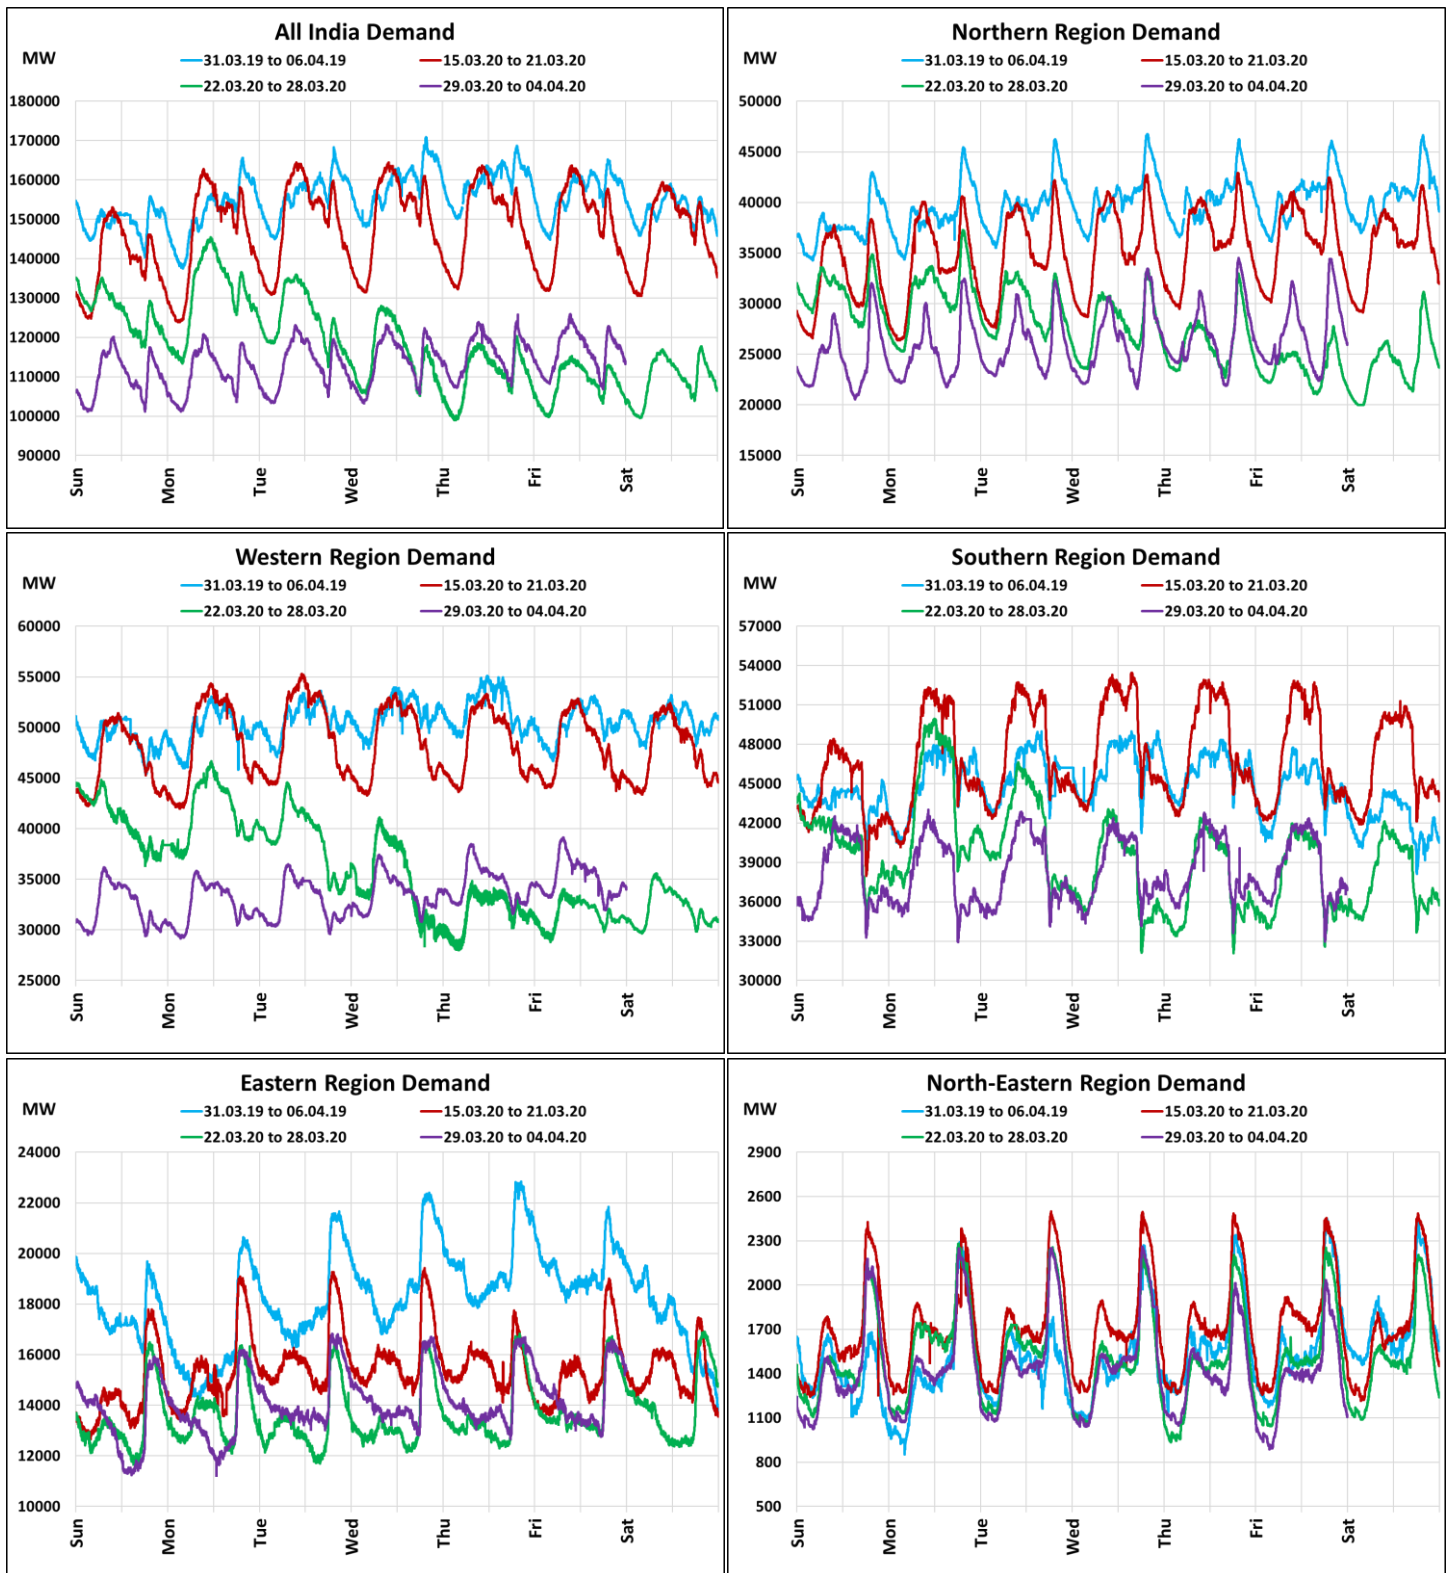 All India Demand
MW
31.03.19 to 06.04.19 15.03.20 to 21.03.20
22.03.20 to 28.03.20 29.03.20 to 04.04.20
180000
170000
160000
150000
140000
130000
120000
110000
100000
90000
Sun Mon Tue Wed Thu Fri Sat
Northern Region Demand
MW
31.03.19 to 06.04.19 15.03.20 to 21.03.20
22.03.20 to 28.03.20 29.03.20 to 04.04.20
50000
45000
40000
35000
30000
25000
20000
15000
Sun Mon Tue Wed Thu Fri Sat
Western Region Demand
MW
31.03.19 to 06.04.19 15.03.20 to 21.03.20
22.03.20 to 28.03.20 29.03.20 to 04.04.20
60000
55000
50000
45000
40000
35000
30000
25000
Sun Mon Tue Wed Thu Fri Sat
Southern Region Demand
MW
31.03.19 to 06.04.19 15.03.20 to 21.03.20
22.03.20 to 28.03.20 29.03.20 to 04.04.20
57000
54000
51000
48000
45000
42000
39000
36000
33000
30000
Sun Mon Tue Wed Thu Fri Sat
Eastern Region Demand
MW
31.03.19 to 06.04.19 15.03.20 to 21.03.20
22.03.20 to 28.03.20 29.03.20 to 04.04.20
24000
22000
20000
18000
16000
14000
12000
10000
Sun Mon Tue Wed Thu Fri Sat
North-Eastern Region Demand
MW
31.03.19 to 06.04.19 15.03.20 to 21.03.20
22.03.20 to 28.03.20 29.03.20 to 04.04.20
2900
2600
2300
2000
1700
1400
1100
800
500
Sun Mon Tue Wed Thu Fri Sat